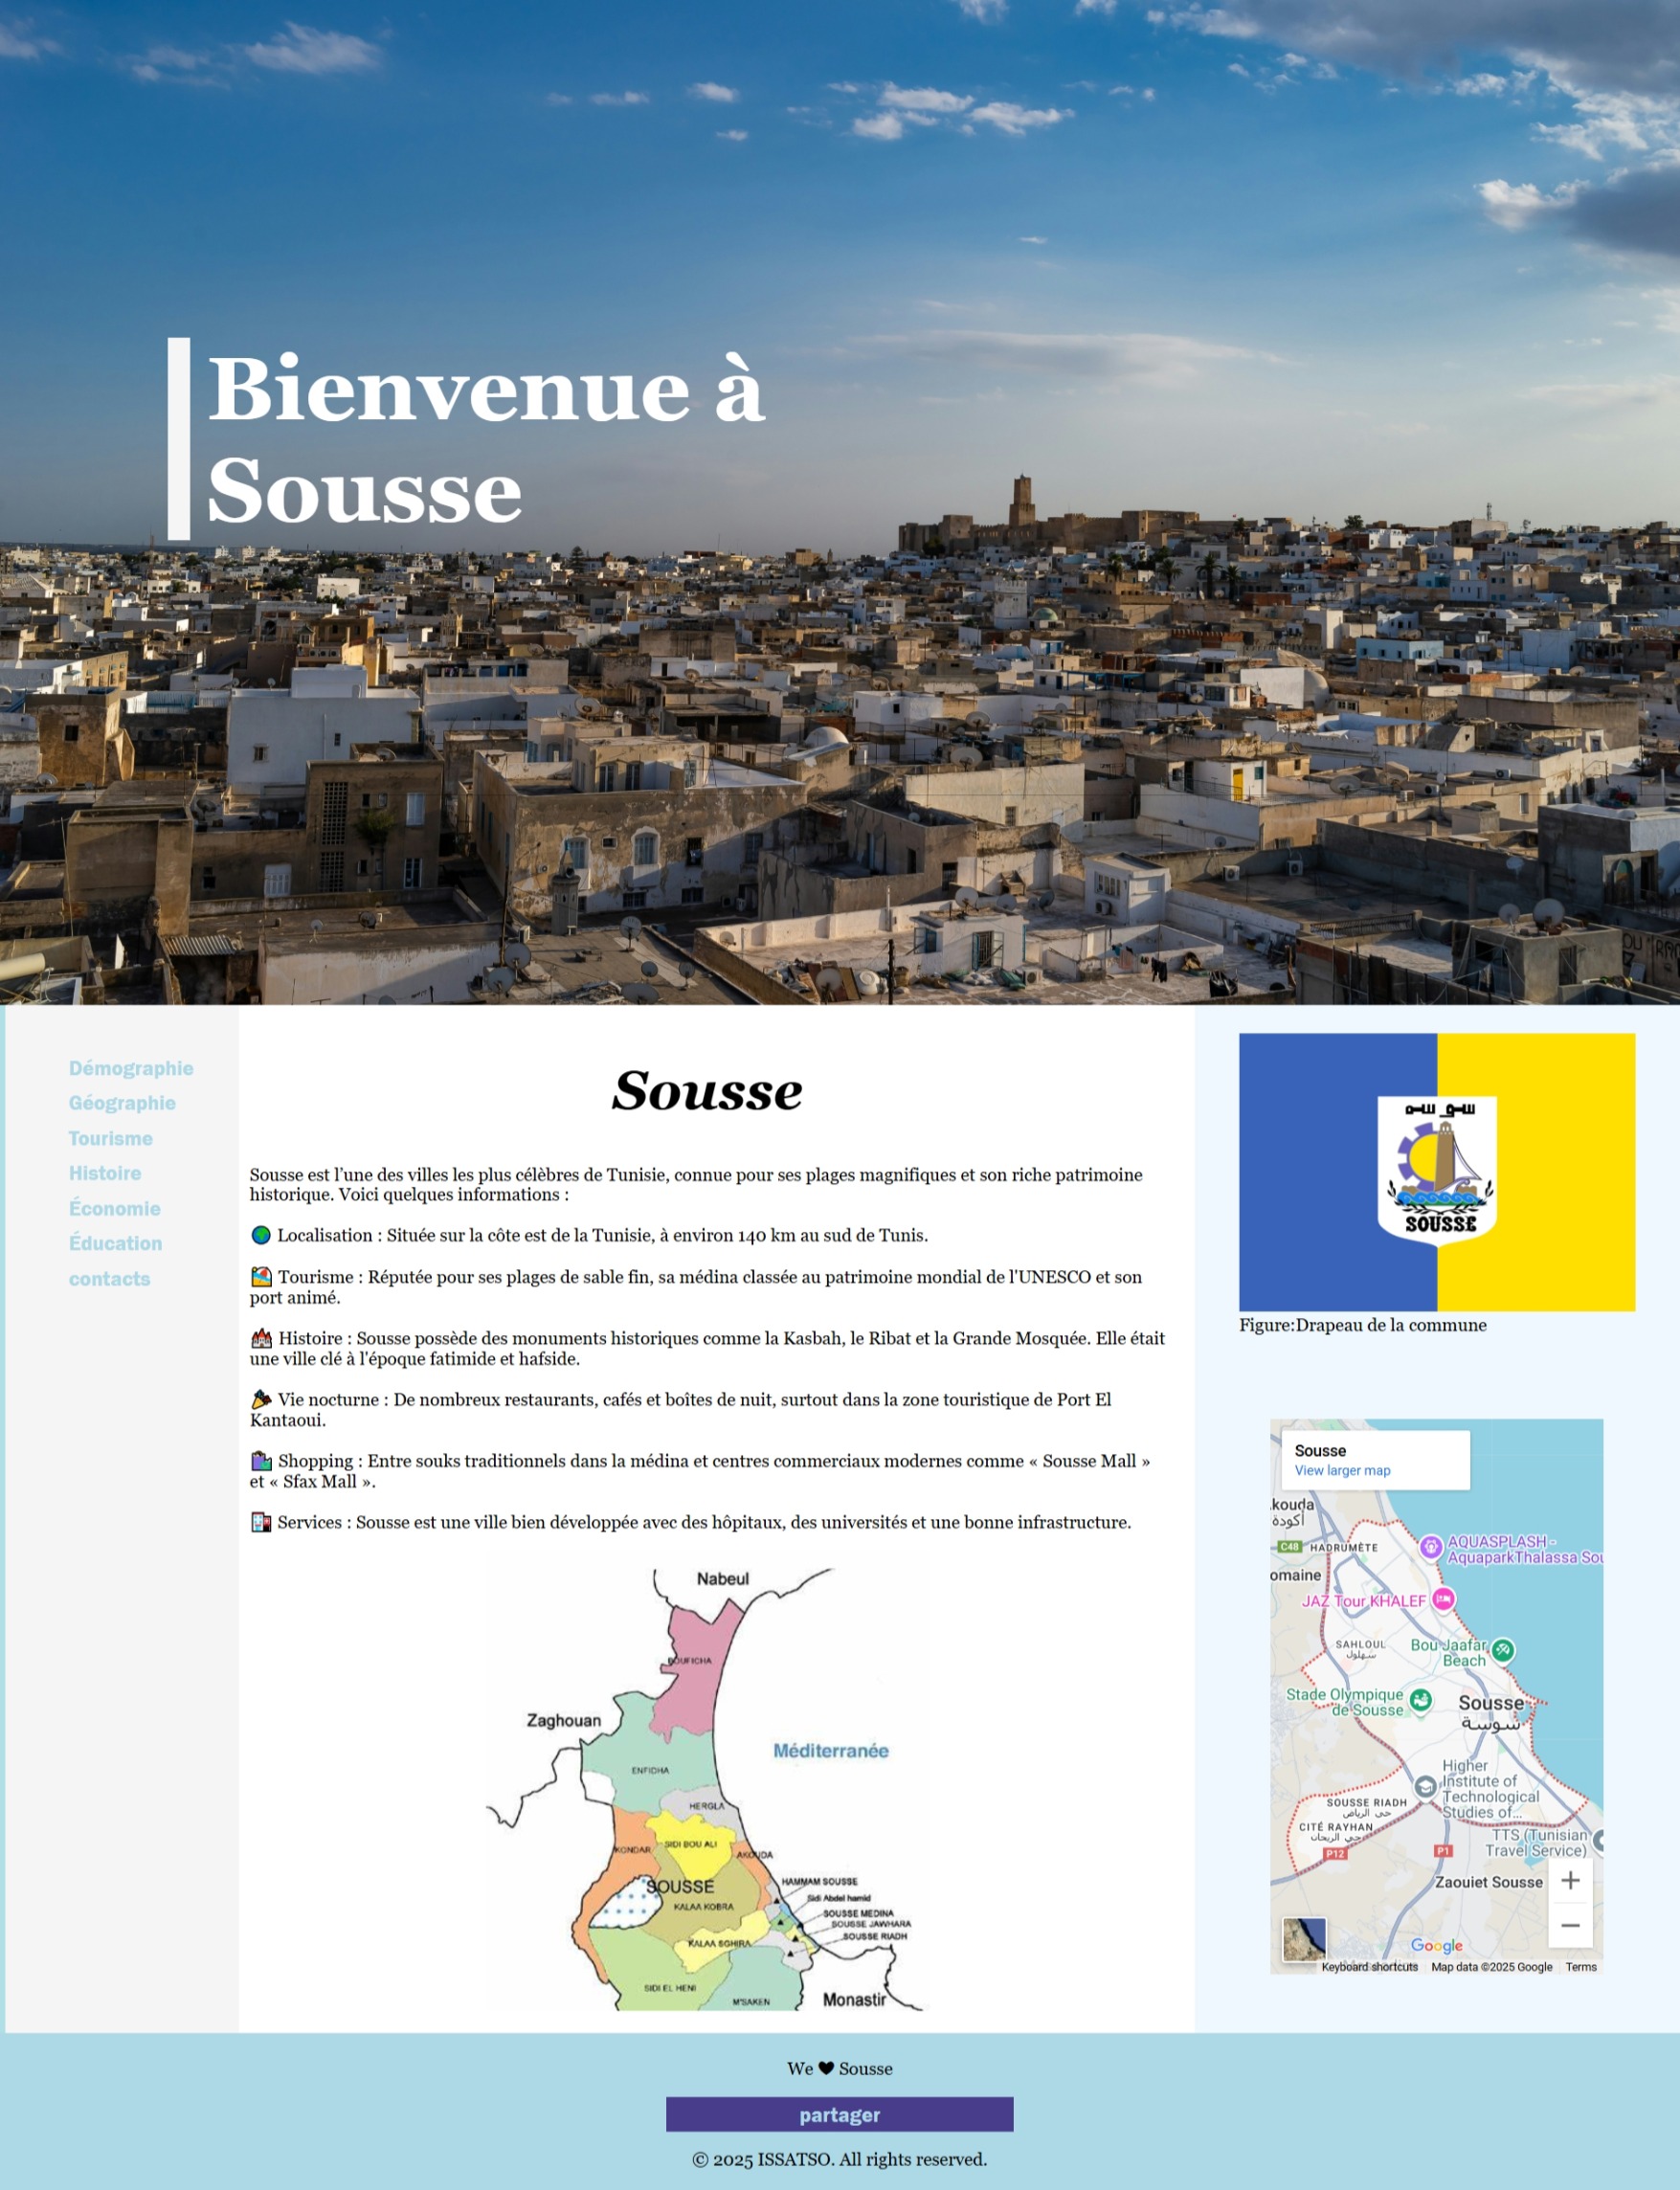 Bienvenue à
Sousse
Démographie
Géographie
Tourisme
Histoire
Économie
Éducation
contacts
Sousse
Sousse est l'une des villes les plus célèbres de Tunisie, connue pour ses plages magnifiques et son riche patrimoine
historique. Voici quelques informations :
🌍 Localisation : Située sur la côte est de la Tunisie, à environ 140 km au sud de Tunis.
🏖 Tourisme : Réputée pour ses plages de sable fin, sa médina classée au patrimoine mondial de l'UNESCO et son
port animé.
🏰 Histoire : Sousse possède des monuments historiques comme la Kasbah, le Ribat et la Grande Mosquée. Elle était
une ville clé à l'époque fatimide et hafside.
🎉 Vie nocturne : De nombreux restaurants, cafés et boîtes de nuit, surtout dans la zone touristique de Port El
Kantaoui.
🛍 Shopping : Entre souks traditionnels dans la médina et centres commerciaux modernes comme « Sousse Mall »
et « Sfax Mall ».
🏥 Services : Sousse est une ville bien développée avec des hôpitaux, des universités et une bonne infrastructure.
Nabeul
BOUFICHA
Zaghouan
Méditerranée
ENFIDHA
HERGLA
SIDI BOU ALI
KONDAR
AKOUDA
SOUSSE
HAMMAM SOUSSE
Sidi Abdel hamid
KALAA KOBRA
SOUSSE MEDINA
SOUSSE JAWHARA
SOUSSE RIADH
KALAA SGHIRA
SIDI EL HENI
M'SAKEN
Monastir
SOUSSE
Figure:Drapeau de la commune
Sousse
View larger map
kouda
أكودة
C48 HADRUMÈTE
AQUASPLASH -
AquaparkThalassa Sou
omaine
JAZ Tour KHALEF
SAHLOUL
سهلول
Bou Jaafar
Beach
Stade Olympique
de Sousse
Sousse
سوسة
Higher
Institute of
Technological
Studies of...
SOUSSE RIADH
حي الرياض
CITÉ RAYHAN
حي الريحان
TTS (Tunisian
Travel Service)
P12
P1
Zaouiet Sousse
+
−
Google
Keyboard shortcuts Map data ©2025 Google Terms
We ♥ Sousse
partager
© 2025 ISSATSO. All rights reserved.